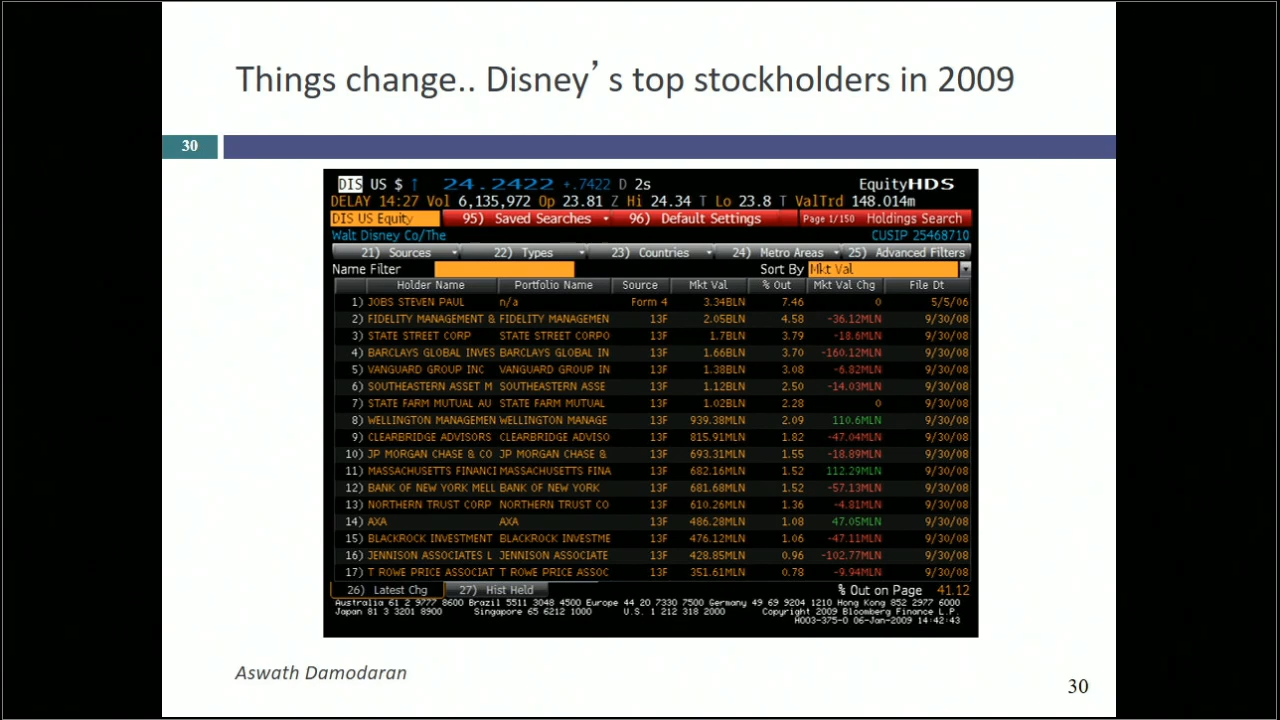 Things change.. Disney's top stockholders in 2009
30
DIS US $ ↑ 24.2422 +.7422 D 2s EquityHDS
DELAY 14:27 Vol 6,135,972 Op 23.81 Z Hi 24.34 T Lo 23.8 T ValTrd 148.014m
DIS US Equity 95) Saved Searches 96) Default Settings Page 1/150 Holdings Search
Walt Disney Co/The CUSIP 25468710
21) Sources 22) Types 23) Countries 24) Metro Areas 25) Advanced Filters
Name Filter Sort By Mkt Val
Holder Name Portfolio Name Source Mkt Val % Out Mkt Val Chg File Dt
1) JOBS STEVEN PAUL n/a Form 4 3.34BLN 7.46 0 5/5/06
2) FIDELITY MANAGEMENT & FIDELITY MANAGEMEN 13F 2.05BLN 4.58 -36.12MLN 9/30/08
3) STATE STREET CORP STATE STREET CORPO 13F 1.7BLN 3.79 -18.6MLN 9/30/08
4) BARCLAYS GLOBAL INVES BARCLAYS GLOBAL IN 13F 1.66BLN 3.70 -160.12MLN 9/30/08
5) VANGUARD GROUP INC VANGUARD GROUP IN 13F 1.38BLN 3.08 -6.82MLN 9/30/08
6) SOUTHEASTERN ASSET M SOUTHEASTERN ASSE 13F 1.12BLN 2.50 -14.03MLN 9/30/08
7) STATE FARM MUTUAL AU STATE FARM MUTUAL 13F 1.02BLN 2.28 0 9/30/08
8) WELLINGTON MANAGEMEN WELLINGTON MANAGE 13F 939.38MLN 2.09 110.6MLN 9/30/08
9) CLEARBRIDGE ADVISORS CLEARBRIDGE ADVISO 13F 815.91MLN 1.82 -47.04MLN 9/30/08
10) JP MORGAN CHASE & CO JP MORGAN CHASE & 13F 693.31MLN 1.55 -18.89MLN 9/30/08
11) MASSACHUSETTS FINANCI MASSACHUSETTS FINA 13F 682.16MLN 1.52 112.29MLN 9/30/08
12) BANK OF NEW YORK MELL BANK OF NEW YORK 13F 681.68MLN 1.52 -57.13MLN 9/30/08
13) NORTHERN TRUST CORP NORTHERN TRUST CO 13F 610.26MLN 1.36 -4.81MLN 9/30/08
14) AXA AXA 13F 486.28MLN 1.08 47.05MLN 9/30/08
15) BLACKROCK INVESTMENT BLACKROCK INVESTME 13F 476.12MLN 1.06 -47.11MLN 9/30/08
16) JENNISON ASSOCIATES L JENNISON ASSOCIATE 13F 428.85MLN 0.96 -102.77MLN 9/30/08
17) T ROWE PRICE ASSOCIAT T ROWE PRICE ASSOC 13F 351.61MLN 0.78 -9.94MLN 9/30/08
26) Latest Chg 27) Hist Held % Out on Page 41.12
Australia 61 2 9777 8600 Brazil 5511 3048 4500 Europe 44 20 7330 7500 Germany 49 69 9204 1210 Hong Kong 852 2977 6000
Japan 81 3 3201 8900 Singapore 65 6212 1000 U.S. 1 212 318 2000 Copyright 2009 Bloomberg Finance L.P.
H003-375-0 06-Jan-2009 14:42:43
Aswath Damodaran
30